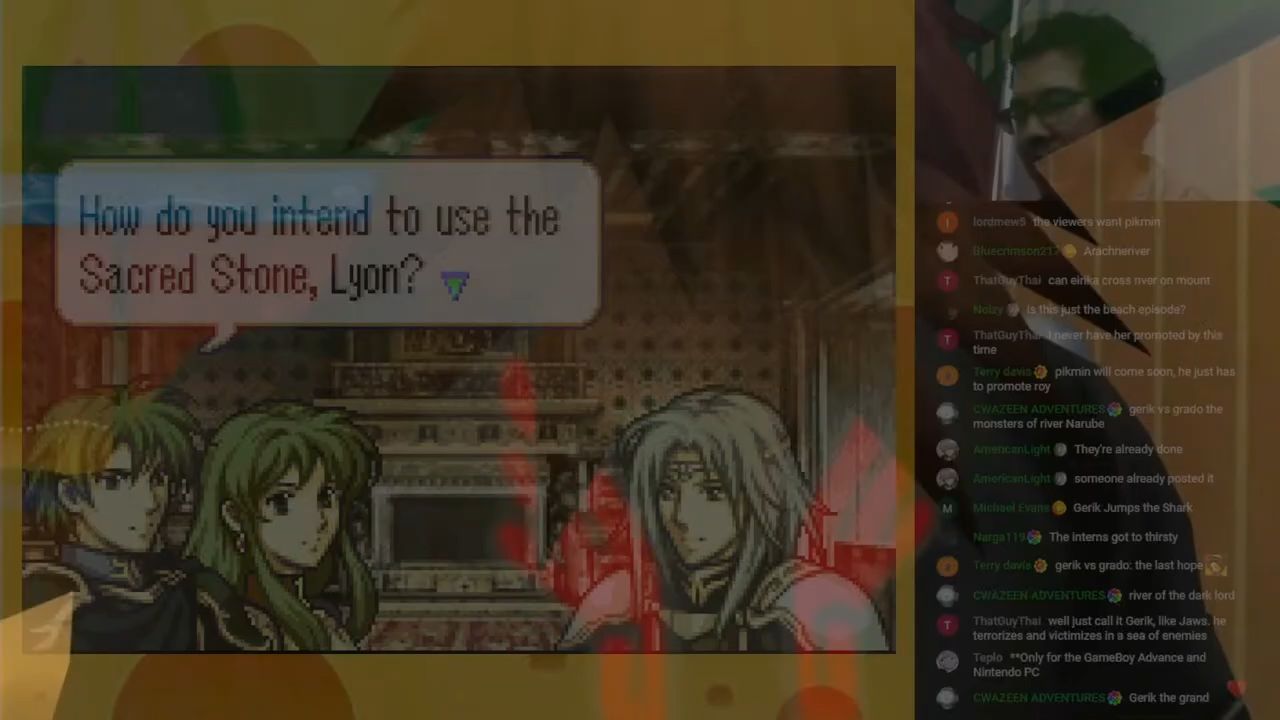 How do you intend to use the
Sacred Stone, Lyon?
lordmew5 the viewers want pikmin
Bluecrimson217 Arachneriver
ThatGuyThai can eirika cross river on mount
Noizy is this just the beach episode?
ThatGuyThai I never have her promoted by this
time
Terry davis pikmin will come soon, he just has
to promote roy
CWAZEEN ADVENTURES gerik vs grado the
monsters of river Narube
AmericanLight They're already done
AmericanLight someone already posted it
M
Michael Evans Gerik Jumps the Shark
Narga119 The interns got to thirsty
Terry davis gerik vs grado: the last hope
CWAZEEN ADVENTURES river of the dark lord
T
ThatGuyThai well just call it Gerik, like Jaws. he
terrorizes and victimizes in a sea of enemies
Teplo **Only for the GameBoy Advance and
Nintendo PC
CWAZEEN ADVENTURES Gerik the grand